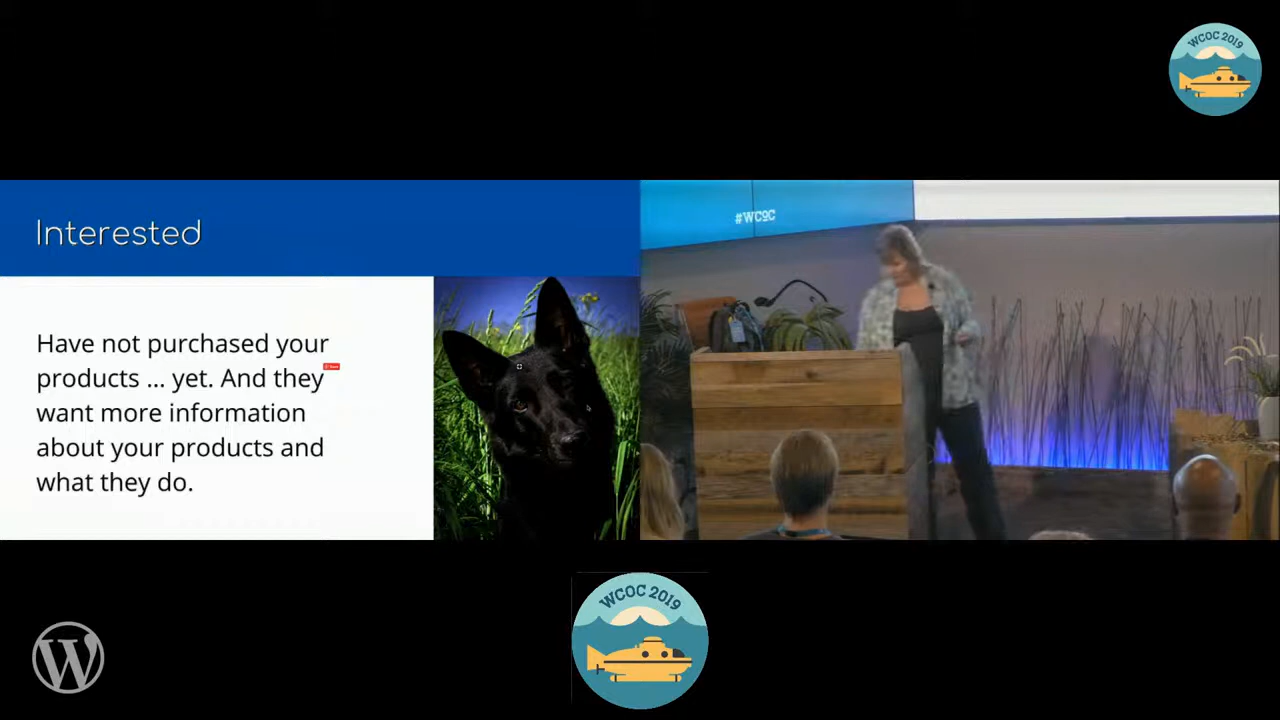 WCOC 2019
Interested
#WCOC
Have not purchased your
products ... yet. And they
want more information
about your products and
what they do.
WCOC 2019